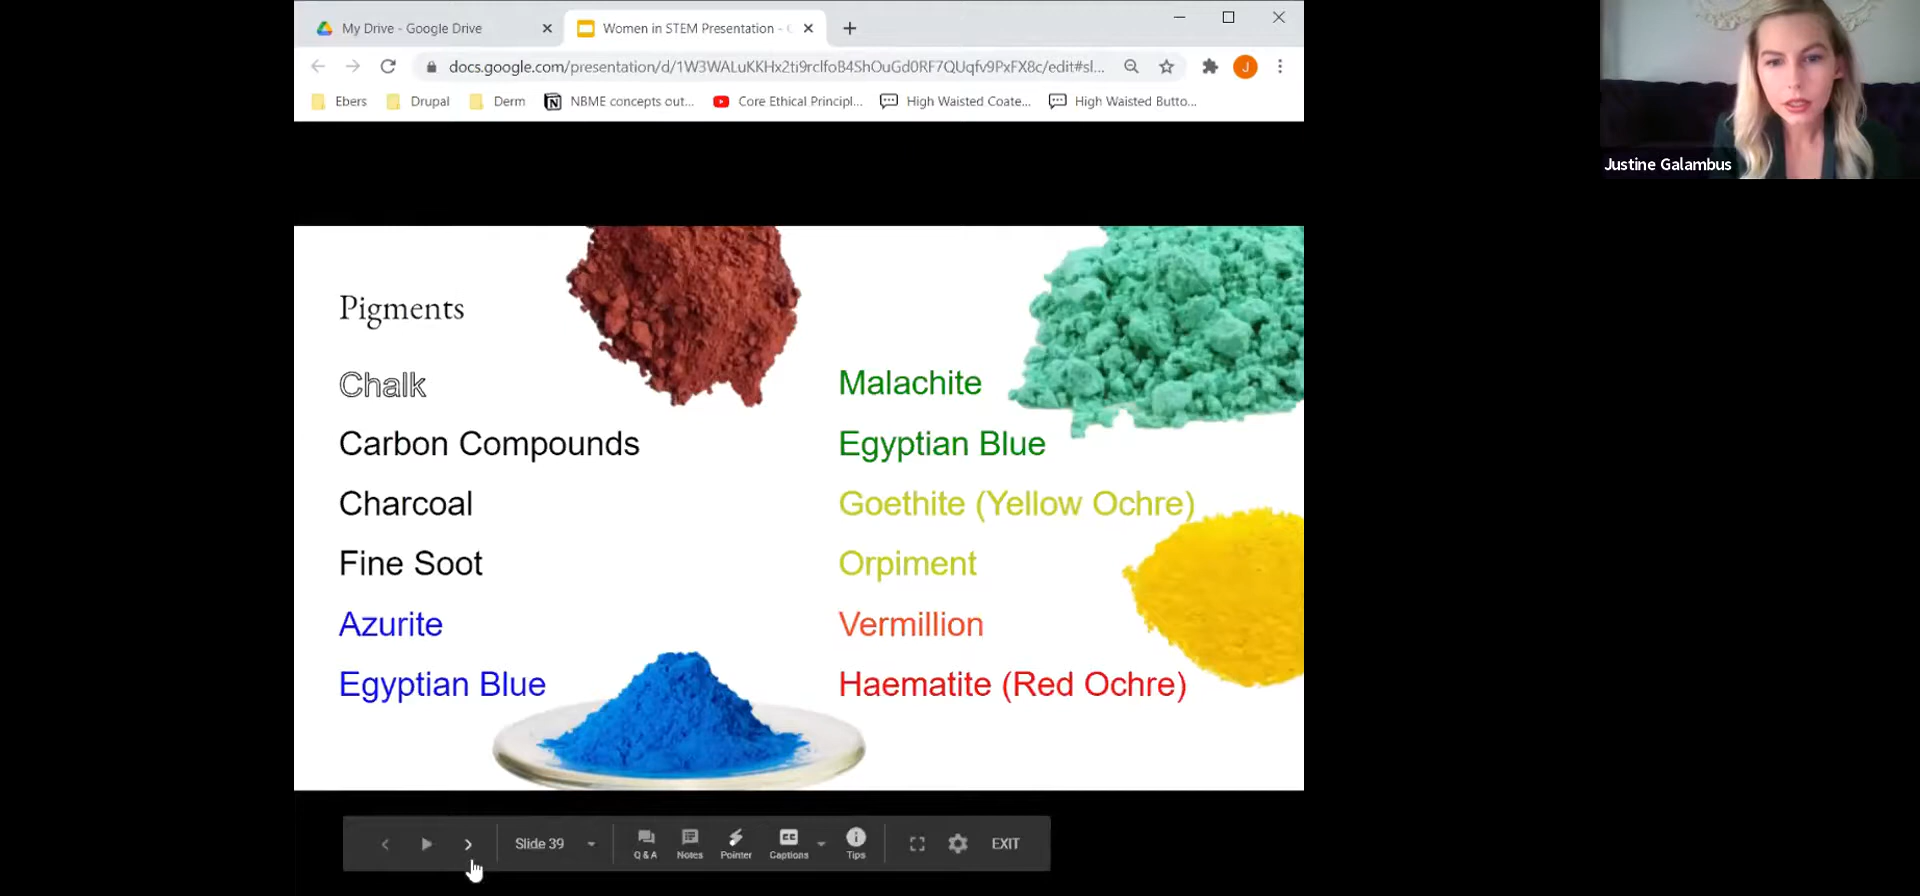 My Drive - Google Drive
Women in STEM Presentation -
docs.google.com/presentation/d/1W3WALuKKHx2ti9rclfoB4ShOuGd0RF7QUqfv9PxFX8c/edit#sl...
J
Ebers
Drupal
Derm
NBME concepts out...
Core Ethical Principl...
High Waisted Coate...
High Waisted Butto...
Justine Galambus
Pigments
Chalk
Carbon Compounds
Charcoal
Fine Soot
Azurite
Egyptian Blue
Malachite
Egyptian Blue
Goethite (Yellow Ochre)
Orpiment
Vermillion
Haematite (Red Ochre)
Slide 39
Q & A
Notes
Pointer
CC
Captions
Tips
EXIT